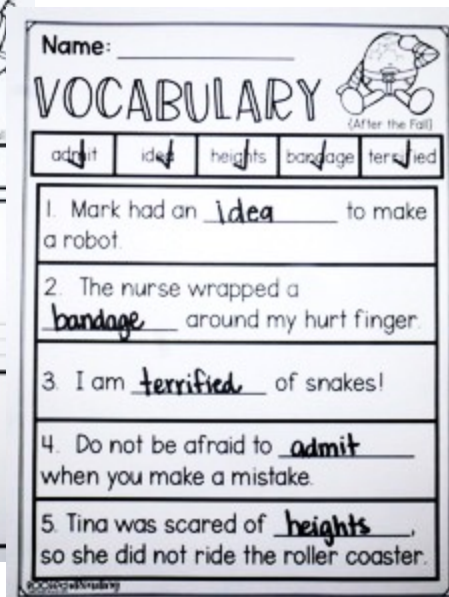 Name:
VOCABULARY
(After the Fall)
admit idea heights bandage terrified
1. Mark had an idea to make
a robot.
2. The nurse wrapped a
bandage around my hurt finger.
3. I am terrified of snakes!
4. Do not be afraid to admit
when you make a mistake.
5. Tina was scared of heights,
so she did not ride the roller coaster.